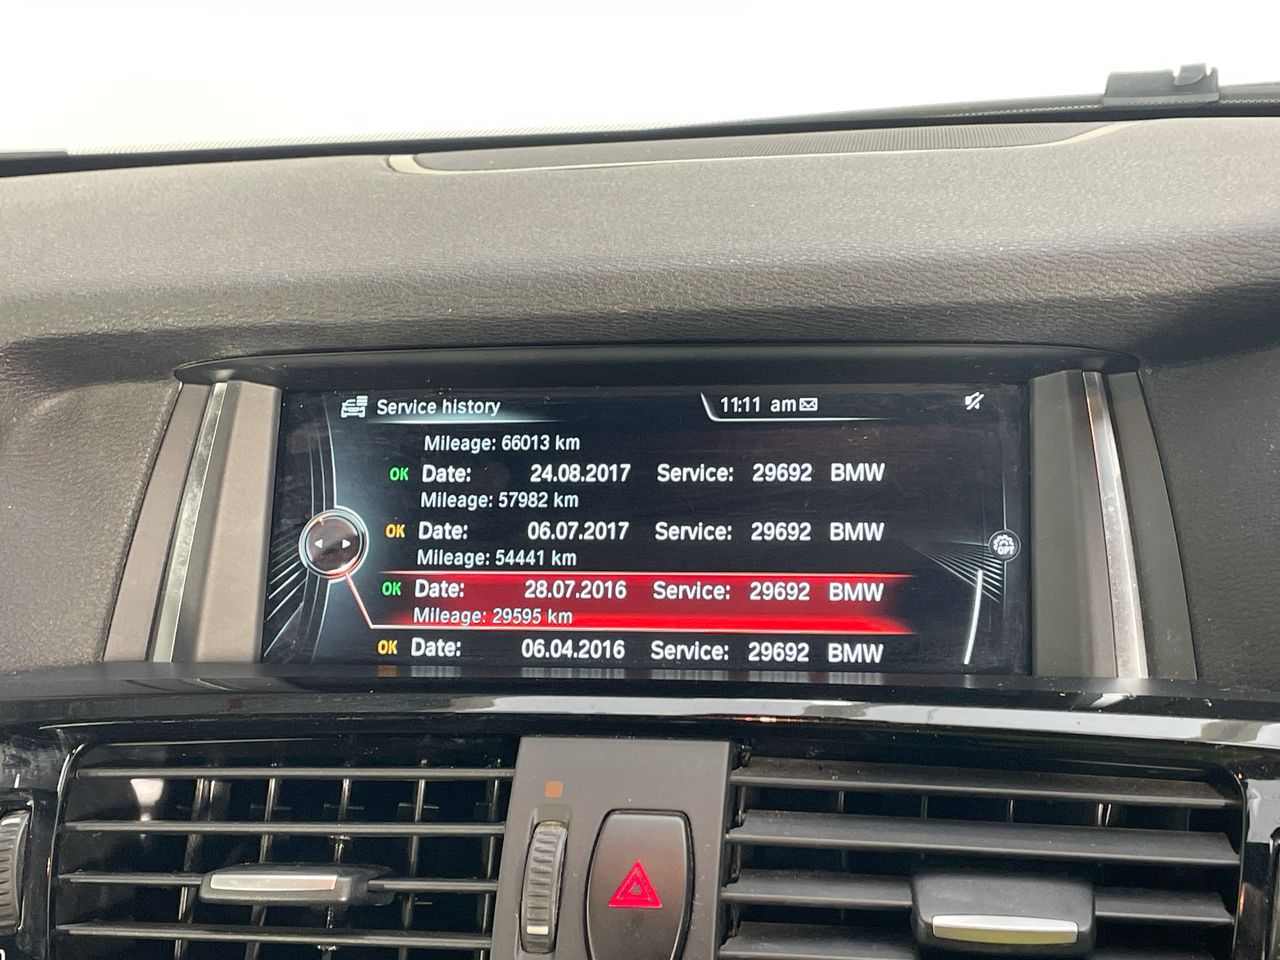 Service history 11:11 am
Mileage: 66013 km
OK Date: 24.08.2017 Service: 29692 BMW
Mileage: 57982 km
OK Date: 06.07.2017 Service: 29692 BMW
Mileage: 54441 km
OK Date: 28.07.2016 Service: 29692 BMW
Mileage: 29595 km
OK Date: 06.04.2016 Service: 29692 BMW
OPT